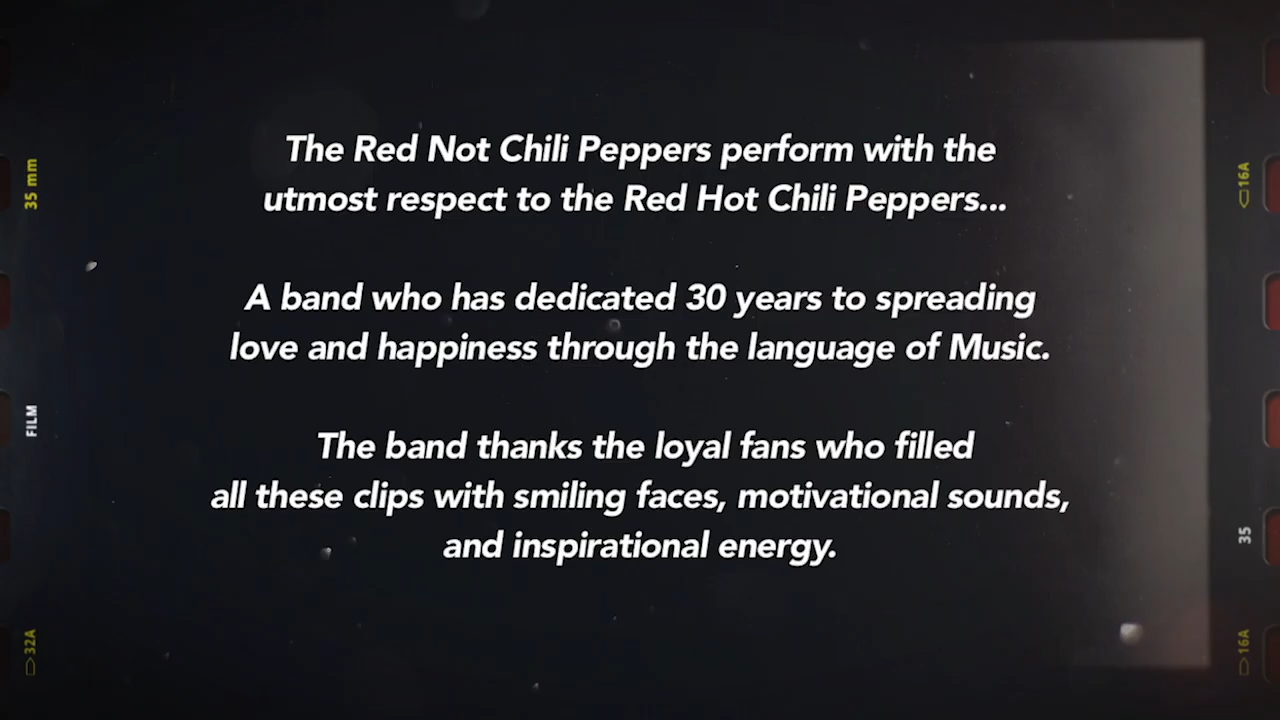 The Red Not Chili Peppers perform with the
utmost respect to the Red Hot Chili Peppers...
A band who has dedicated 30 years to spreading
love and happiness through the language of Music.
The band thanks the loyal fans who filled
all these clips with smiling faces, motivational sounds,
and inspirational energy.
35 mm
FILM
32A
16A
35
16A